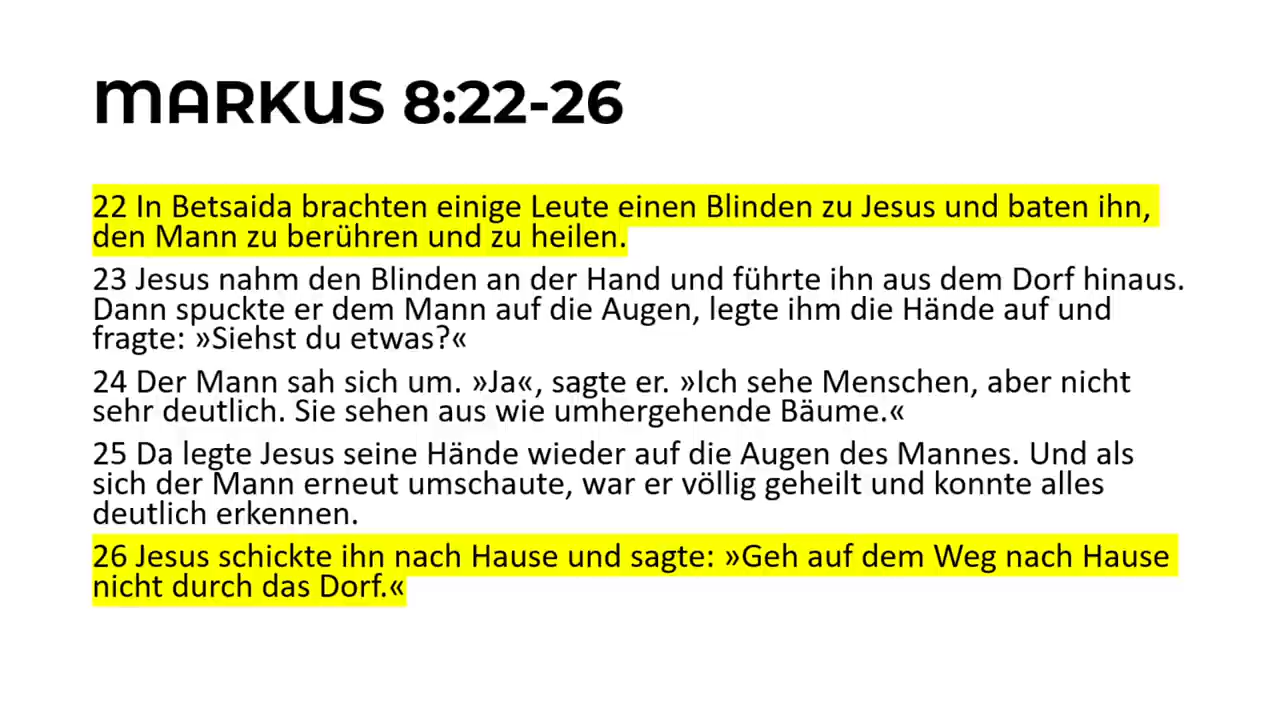 MARKUS 8:22-26
22 In Betsaida brachten einige Leute einen Blinden zu Jesus und baten ihn,
den Mann zu berühren und zu heilen.
23 Jesus nahm den Blinden an der Hand und führte ihn aus dem Dorf hinaus.
Dann spuckte er dem Mann auf die Augen, legte ihm die Hände auf und
fragte: »Siehst du etwas?«
24 Der Mann sah sich um. »Ja«, sagte er. »Ich sehe Menschen, aber nicht
sehr deutlich. Sie sehen aus wie umhergehende Bäume.«
25 Da legte Jesus seine Hände wieder auf die Augen des Mannes. Und als
sich der Mann erneut umschaute, war er völlig geheilt und konnte alles
deutlich erkennen.
26 Jesus schickte ihn nach Hause und sagte: »Geh auf dem Weg nach Hause
nicht durch das Dorf.«